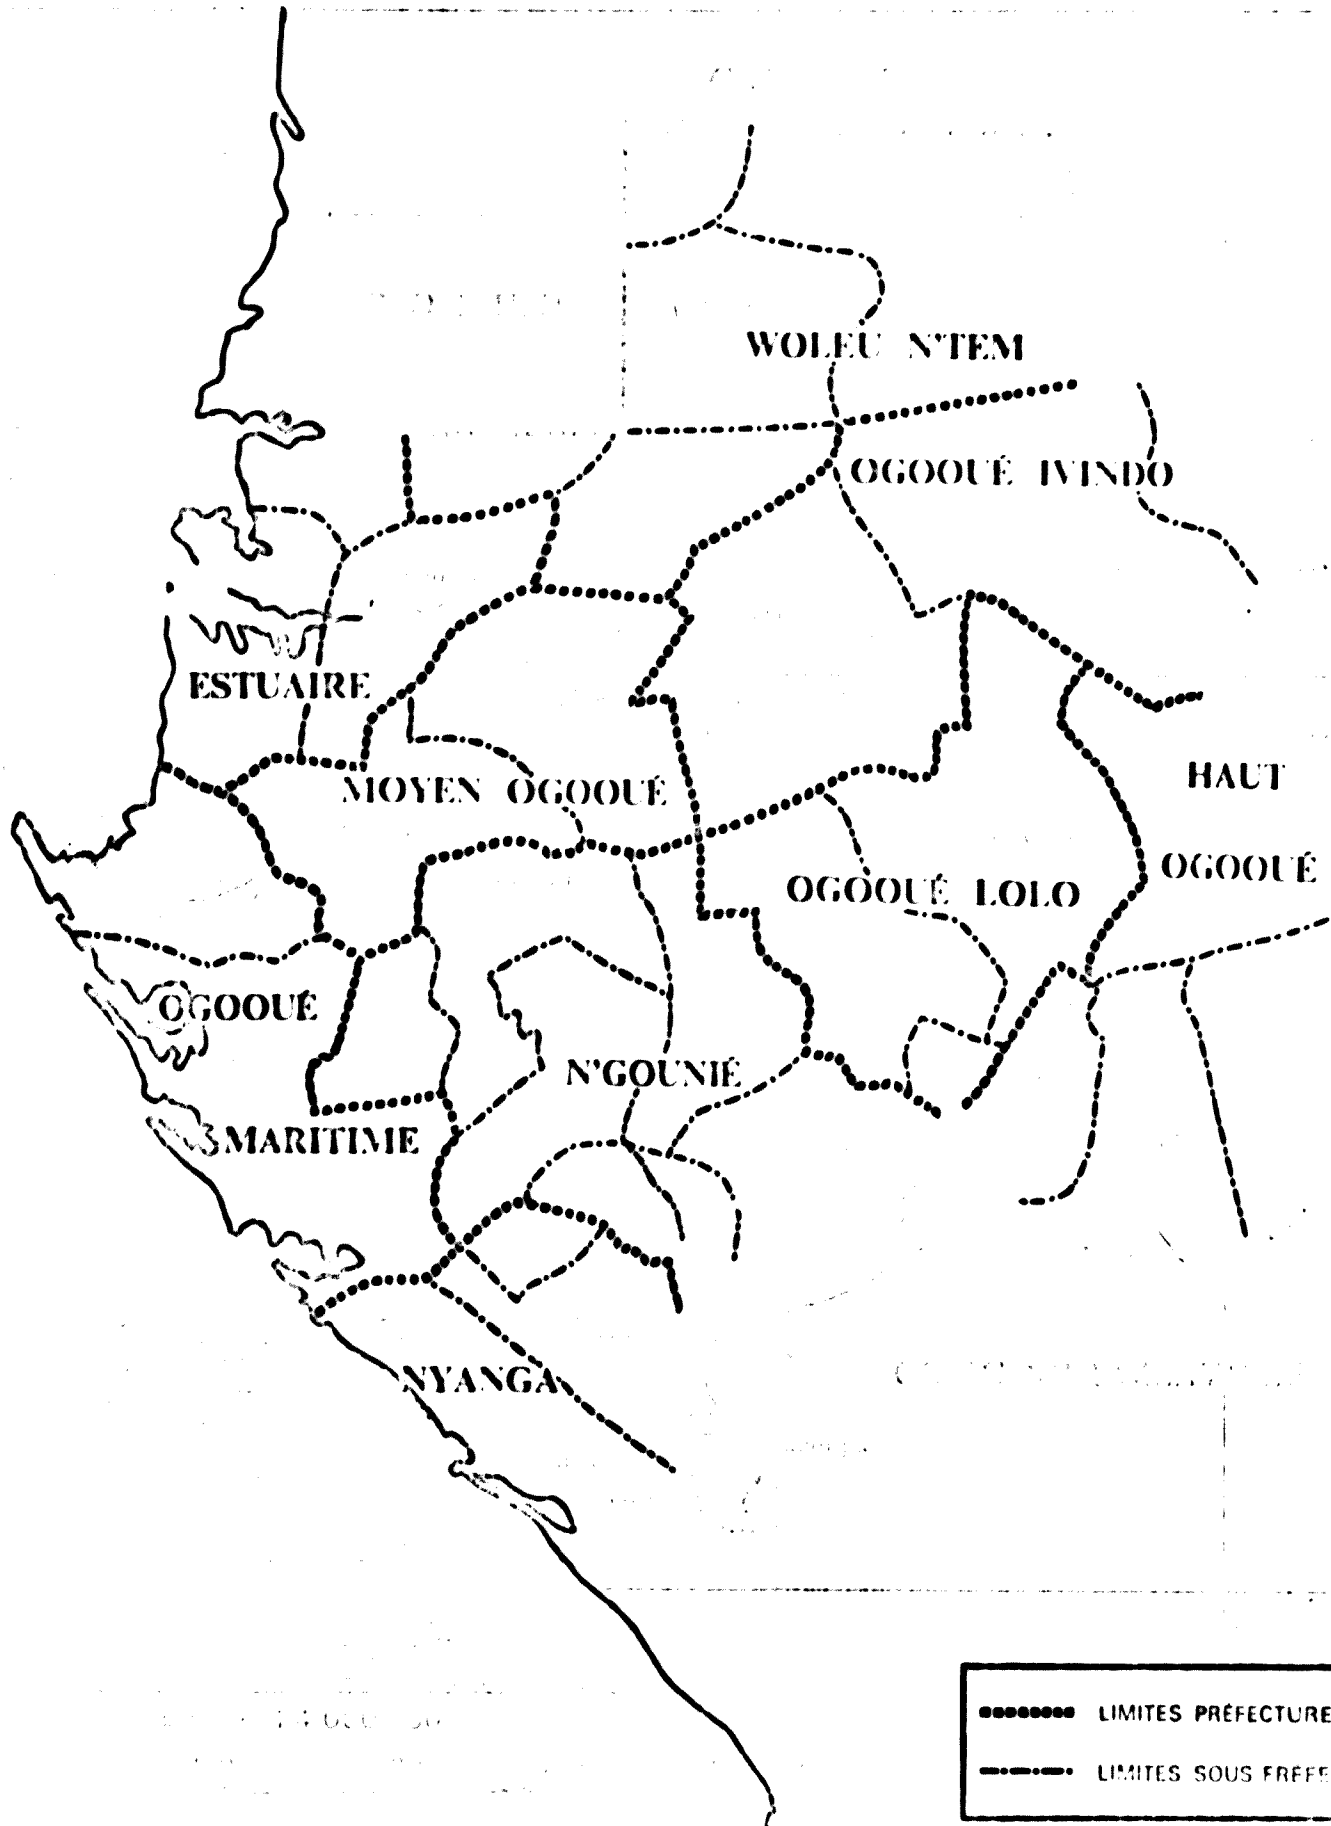 WOLEU N'TEM
OGOOUÉ IVINDO
ESTUAIRE
MOYEN OGOOUÉ
HAUT
OGOOUÉ
OGOOUÉ LOLO
OGOOUÉ
MARITIME
N'GOUNIÉ
NYANGA
LIMITES PRÉFECTURE
LIMITES SOUS